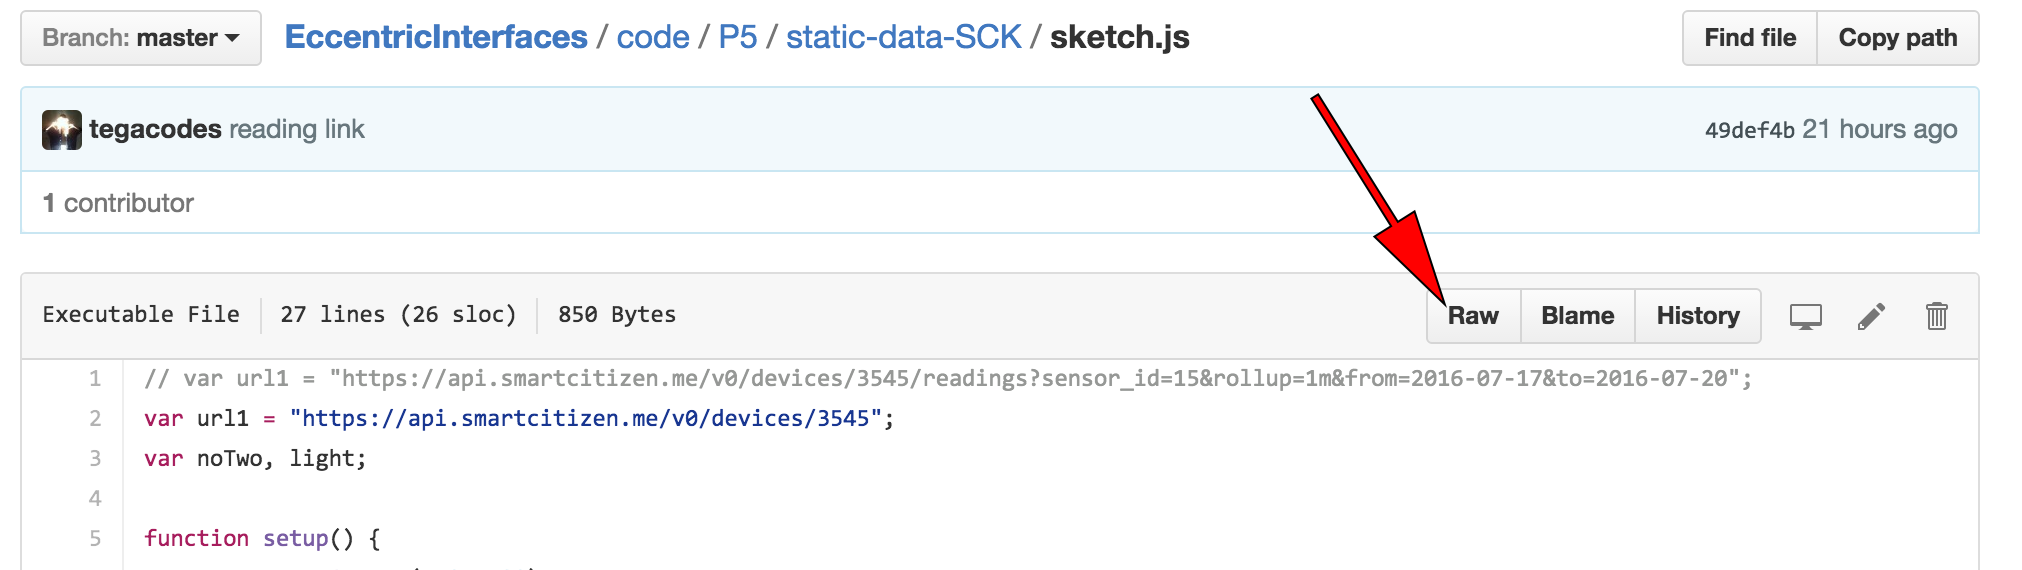 Branch: master EccentricInterfaces / code / P5 / static-data-SCK / sketch.js Find file Copy path
tegacodes reading link 49def4b 21 hours ago
1 contributor
Executable File 27 lines (26 sloc) 850 Bytes Raw Blame History
1 // var url1 = "https://api.smartcitizen.me/v0/devices/3545/readings?sensor_id=15&rollup=1m&from=2016-07-17&to=2016-07-20";
2 var url1 = "https://api.smartcitizen.me/v0/devices/3545";
3 var noTwo, light;
4
5 function setup() {